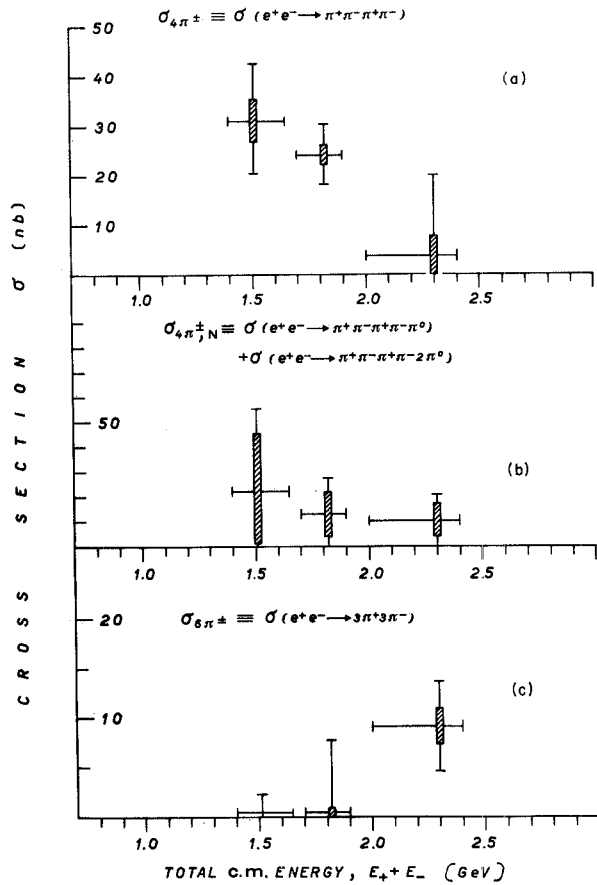 σ4π± ≡ σ (e+e-→π+π-π+π-)
50
40
30
20
10
(a)
1.0 1.5 2.0 2.5
σ4π±,N ≡ σ (e+e-→π+π-π+π-π°)
+σ (e+e-→π+π-π+π-2π°)
50
(b)
1.0 1.5 2.0 2.5
σ6π± ≡ σ (e+e-→3π+3π-)
20
10
(c)
1.0 1.5 2.0 2.5
TOTAL c.m. ENERGY, E+ + E- [GeV]
CROSS SECTION σ (nb)